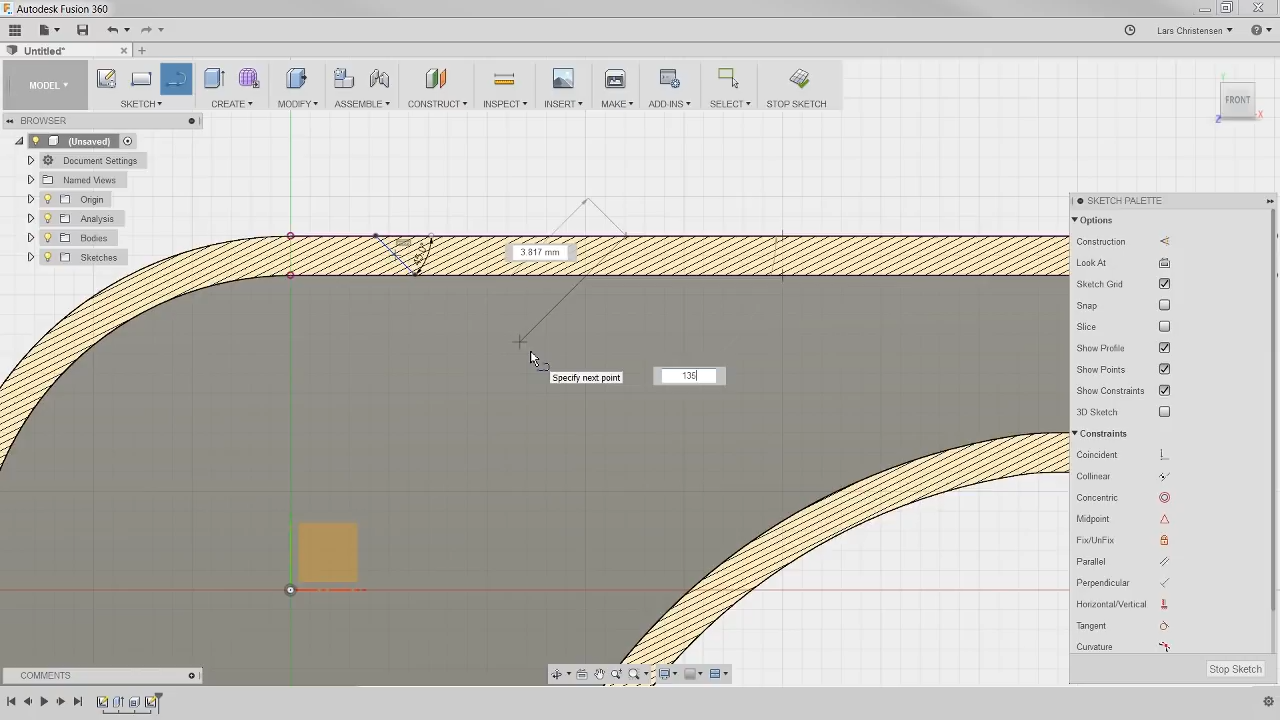 Autodesk Fusion 360
Lars Christensen
Untitled*
MODEL
SKETCH
CREATE
MODIFY
ASSEMBLE
CONSTRUCT
INSPECT
INSERT
MAKE
ADD-INS
SELECT
STOP SKETCH
BROWSER
(Unsaved)
Document Settings
Named Views
Origin
Analysis
Bodies
Sketches
Y
FRONT
X
Z
3.817 mm
135
Specify next point
SKETCH PALETTE
Options
Construction
Look At
Sketch Grid
Snap
Slice
Show Profile
Show Points
Show Constraints
3D Sketch
Constraints
Coincident
Collinear
Concentric
Midpoint
Fix/UnFix
Parallel
Perpendicular
Horizontal/Vertical
Tangent
Curvature
Stop Sketch
COMMENTS